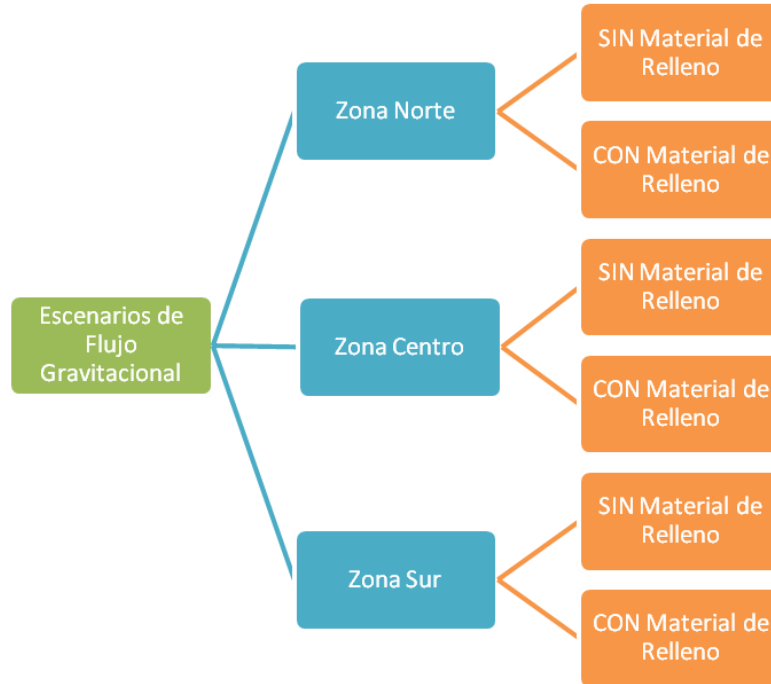 Escenarios de
Flujo
Gravitacional
Zona Norte
SIN Material de
Relleno
CON Material de
Relleno
Zona Centro
SIN Material de
Relleno
CON Material de
Relleno
Zona Sur
SIN Material de
Relleno
CON Material de
Relleno